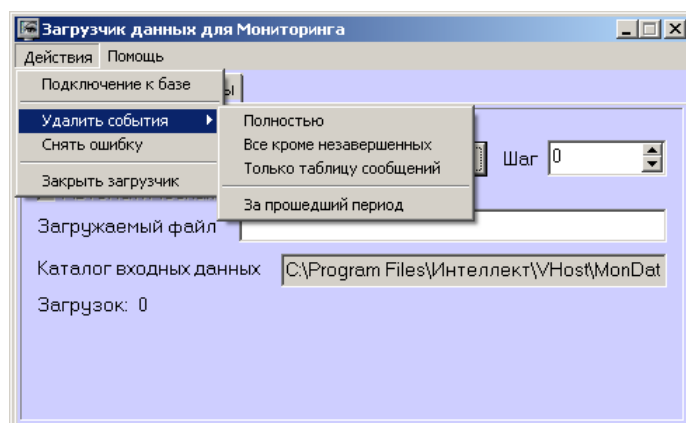 Загрузчик данных для Мониторинга
Действия Помощь
Подключение к базе
Удалить события
Снять ошибку
Закрыть загрузчик
Полностью
Все кроме незавершенных
Только таблицу сообщений
За прошедший период
Шаг 0
Загружаемый файл
Каталог входных данных C:\Program Files\Интеллект\VHost\MonDat
Загрузок: 0